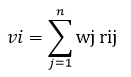 vi = ∑_{j=1}^{n} wj rij